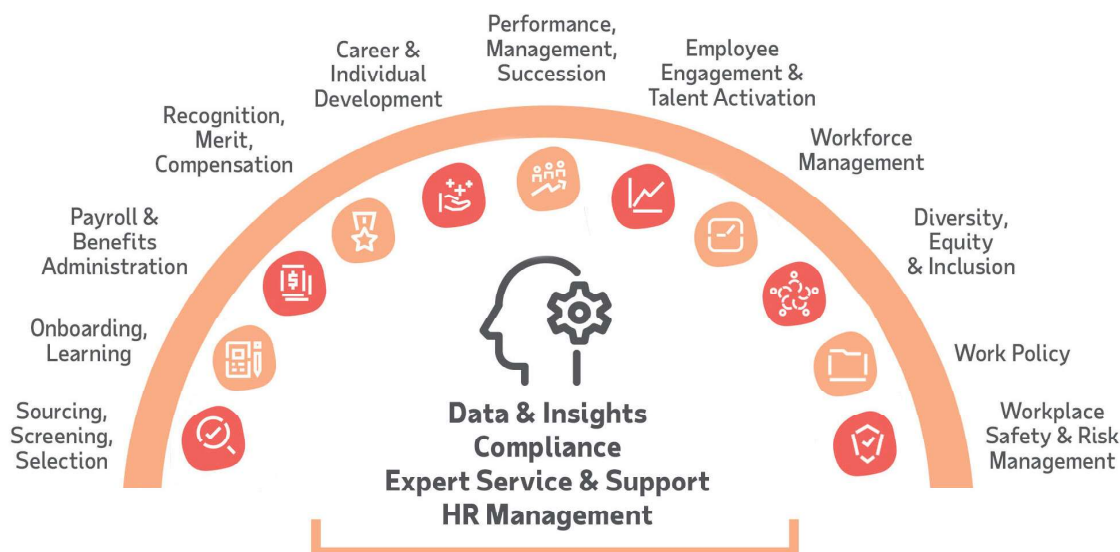 Sourcing,
Screening,
Selection
Onboarding,
Learning
Payroll &
Benefits
Administration
Recognition,
Merit,
Compensation
Career &
Individual
Development
Performance,
Management,
Succession
Employee
Engagement &
Talent Activation
Workforce
Management
Diversity,
Equity
& Inclusion
Work Policy
Workplace
Safety & Risk
Management
$
Data & Insights
Compliance
Expert Service & Support
HR Management